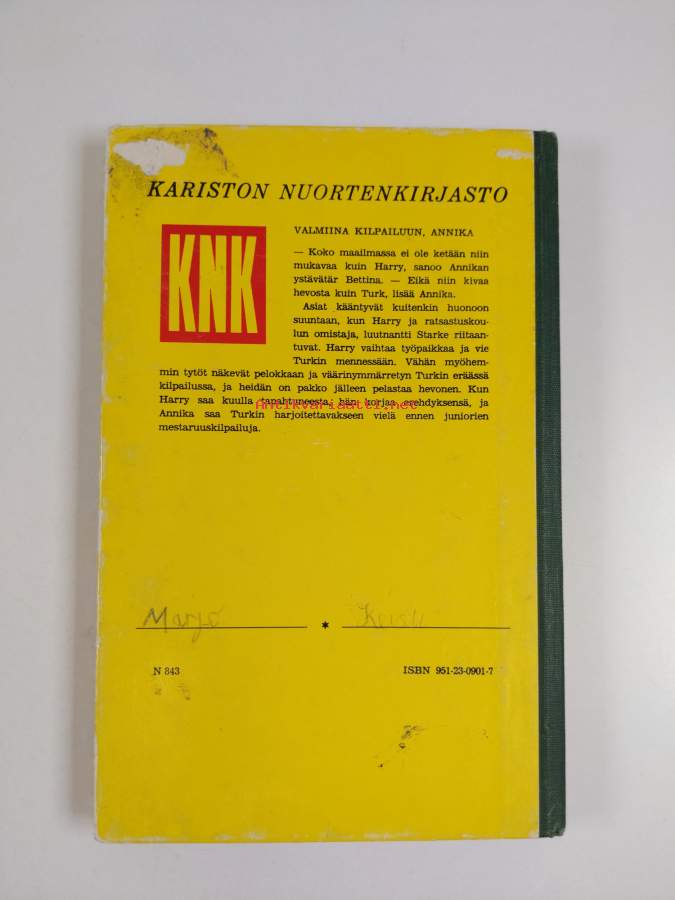 KARISTON NUORTENKIRJASTO
KNK
VALMIINA KILPAILUUN, ANNIKA
— Koko maailmassa ei ole ketään niin
mukavaa kuin Harry, sanoo Annikan
ystävätär Bettina. — Eikä niin kivaa
hevosta kuin Turk, lisää Annika.
Asiat kääntyvät kuitenkin huonoon
suuntaan, kun Harry ja ratsastuskou-
lun omistaja, luutnantti Starke riitaan-
tuvat. Harry vaihtaa työpaikkaa ja vie
Turkin mennessään. Vähän myöhem-
min tytöt näkevät pelokkaan ja väärinymmärretyn Turkin eräässä
kilpailussa, ja heidän on pakko jälleen pelastaa hevonen. Kun
Harry saa kuulla tapahtuneesta, hän korjaa erehdyksensä, ja
Antikvariaatti.net
Annika saa Turkin harjoitettavakseen vielä ennen juniorien
mestaruuskilpailuja.
Marjo
*
N 843 ISBN 951-23-0901-7